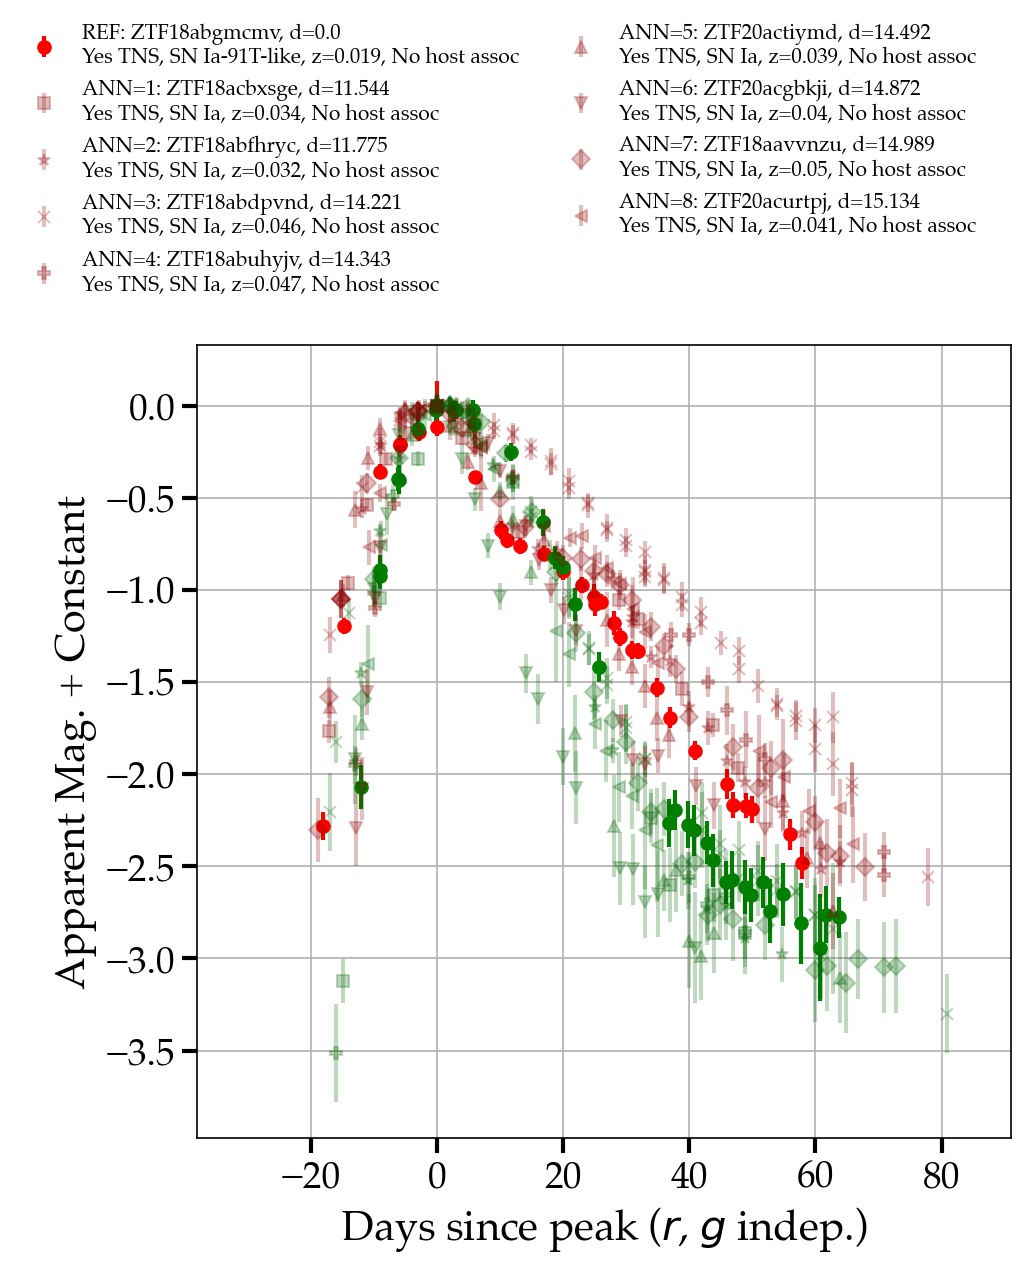 REF: ZTF18abgmcmv, d=0.0
Yes TNS, SN Ia-91T-like, z=0.019, No host assoc
ANN=1: ZTF18acbxsge, d=11.544
Yes TNS, SN Ia, z=0.034, No host assoc
ANN=2: ZTF18abfhryc, d=11.775
Yes TNS, SN Ia, z=0.032, No host assoc
ANN=3: ZTF18abdpvnd, d=14.221
Yes TNS, SN Ia, z=0.046, No host assoc
ANN=4: ZTF18abuhyjv, d=14.343
Yes TNS, SN Ia, z=0.047, No host assoc
ANN=5: ZTF20actiymd, d=14.492
Yes TNS, SN Ia, z=0.039, No host assoc
ANN=6: ZTF20acgbkji, d=14.872
Yes TNS, SN Ia, z=0.04, No host assoc
ANN=7: ZTF18aavvnzu, d=14.989
Yes TNS, SN Ia, z=0.05, No host assoc
ANN=8: ZTF20acurtpj, d=15.134
Yes TNS, SN Ia, z=0.041, No host assoc
Apparent Mag. + Constant
0.0
−0.5
−1.0
−1.5
−2.0
−2.5
−3.0
−3.5
−20 0 20 40 60 80
Days since peak (r, g indep.)